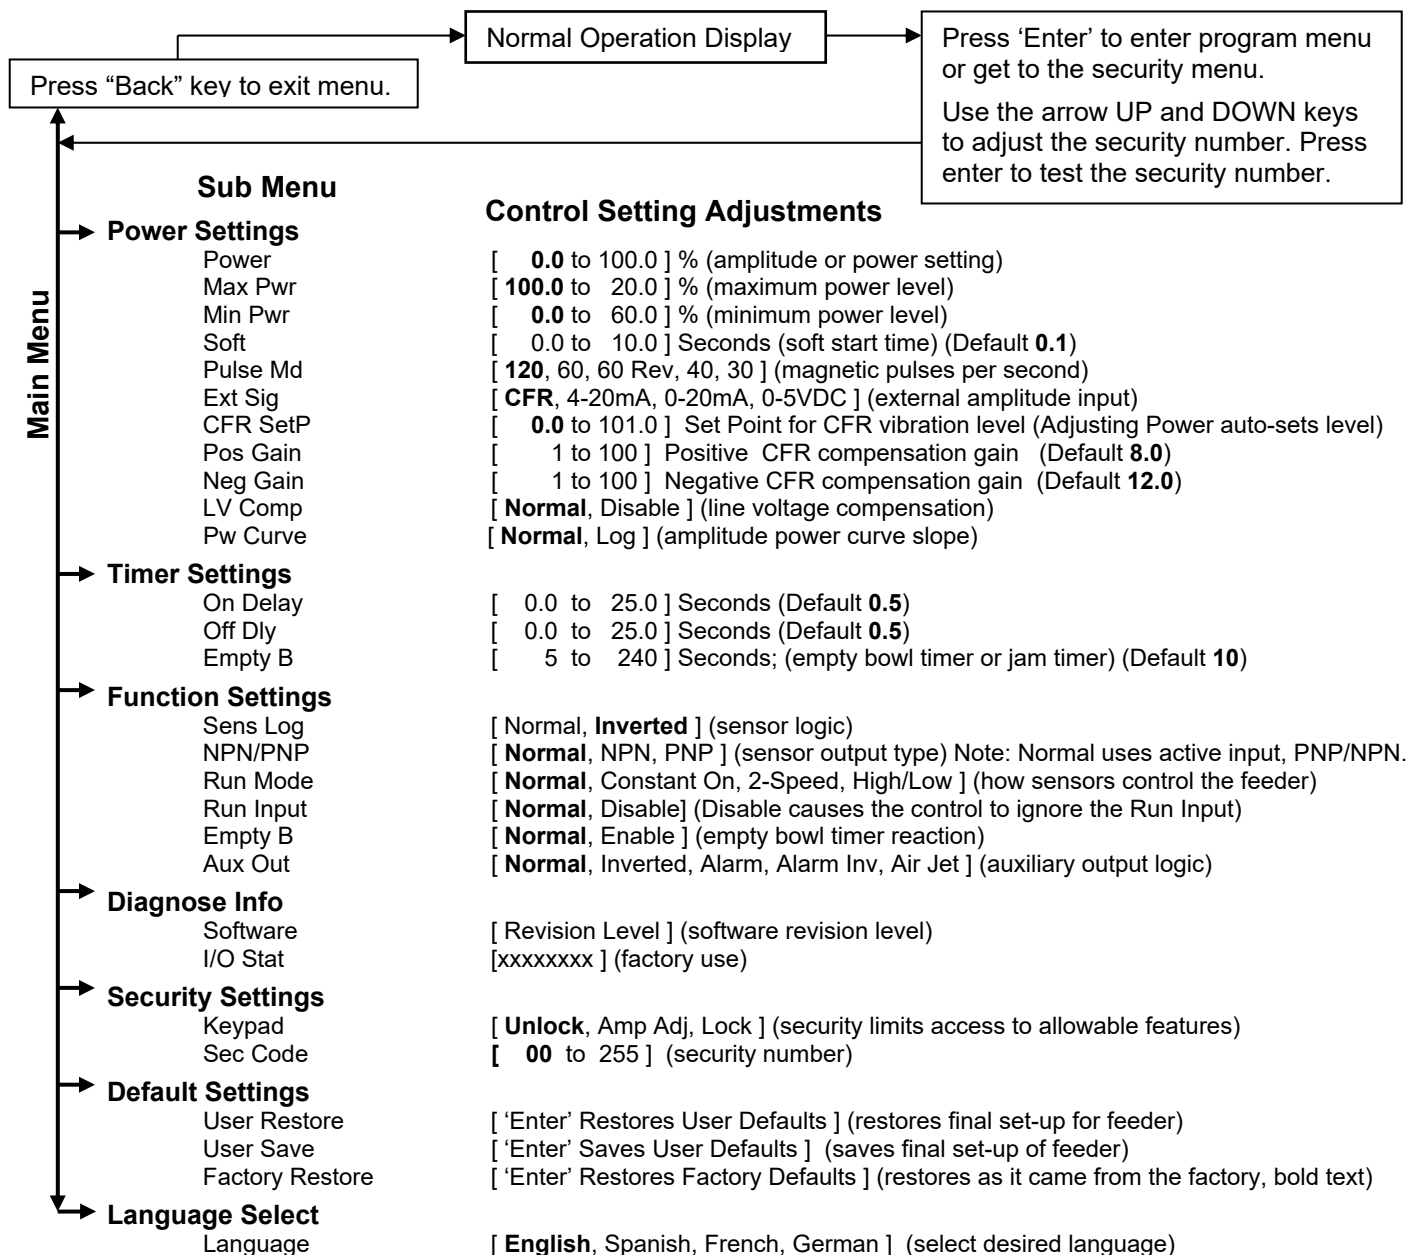 Normal Operation Display
Press 'Enter' to enter program menu
or get to the security menu.
Use the arrow UP and DOWN keys
to adjust the security number. Press
enter to test the security number.
Press “Back” key to exit menu.
Main Menu
Sub Menu
Control Setting Adjustments
Power Settings
Power [ 0.0 to 100.0 ] % (amplitude or power setting)
Max Pwr [ 100.0 to 20.0 ] % (maximum power level)
Min Pwr [ 0.0 to 60.0 ] % (minimum power level)
Soft [ 0.0 to 10.0 ] Seconds (soft start time) (Default 0.1)
Pulse Md [ 120, 60, 60 Rev, 40, 30 ] (magnetic pulses per second)
Ext Sig [ CFR, 4-20mA, 0-20mA, 0-5VDC ] (external amplitude input)
CFR SetP [ 0.0 to 101.0 ] Set Point for CFR vibration level (Adjusting Power auto-sets level)
Pos Gain [ 1 to 100 ] Positive CFR compensation gain (Default 8.0)
Neg Gain [ 1 to 100 ] Negative CFR compensation gain (Default 12.0)
LV Comp [ Normal, Disable ] (line voltage compensation)
Pw Curve [ Normal, Log ] (amplitude power curve slope)
Timer Settings
On Delay [ 0.0 to 25.0 ] Seconds (Default 0.5)
Off Dly [ 0.0 to 25.0 ] Seconds (Default 0.5)
Empty B [ 5 to 240 ] Seconds; (empty bowl timer or jam timer) (Default 10)
Function Settings
Sens Log [ Normal, Inverted ] (sensor logic)
NPN/PNP [ Normal, NPN, PNP ] (sensor output type) Note: Normal uses active input, PNP/NPN.
Run Mode [ Normal, Constant On, 2-Speed, High/Low ] (how sensors control the feeder)
Run Input [ Normal, Disable] (Disable causes the control to ignore the Run Input)
Empty B [ Normal, Enable ] (empty bowl timer reaction)
Aux Out [ Normal, Inverted, Alarm, Alarm Inv, Air Jet ] (auxiliary output logic)
Diagnose Info
Software [ Revision Level ] (software revision level)
I/O Stat [xxxxxxxx ] (factory use)
Security Settings
Keypad [ Unlock, Amp Adj, Lock ] (security limits access to allowable features)
Sec Code [ 00 to 255 ] (security number)
Default Settings
User Restore [ ‘Enter’ Restores User Defaults ] (restores final set-up for feeder)
User Save [ ‘Enter’ Saves User Defaults ] (saves final set-up of feeder)
Factory Restore [ ‘Enter’ Restores Factory Defaults ] (restores as it came from the factory, bold text)
Language Select
Language [ English, Spanish, French, German ] (select desired language)